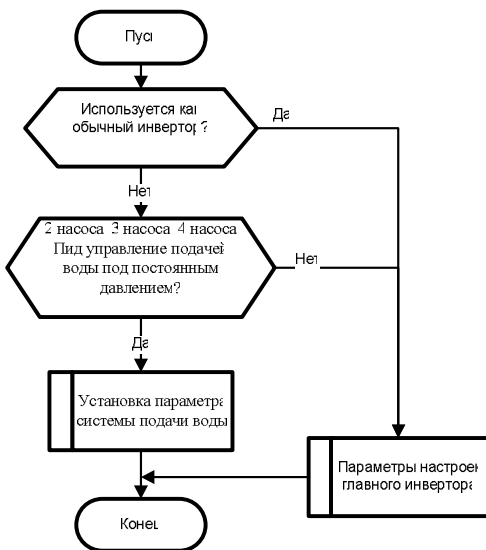 Пуск
Используется как
обычный инвертор?
Да
Нет
2 насоса 3 насоса 4 насоса
Пид управление подачей
воды под постоянным
давлением?
Нет
Да
Установка параметра
системы подачи воды
Параметры настроек
главного инвертора
Конец